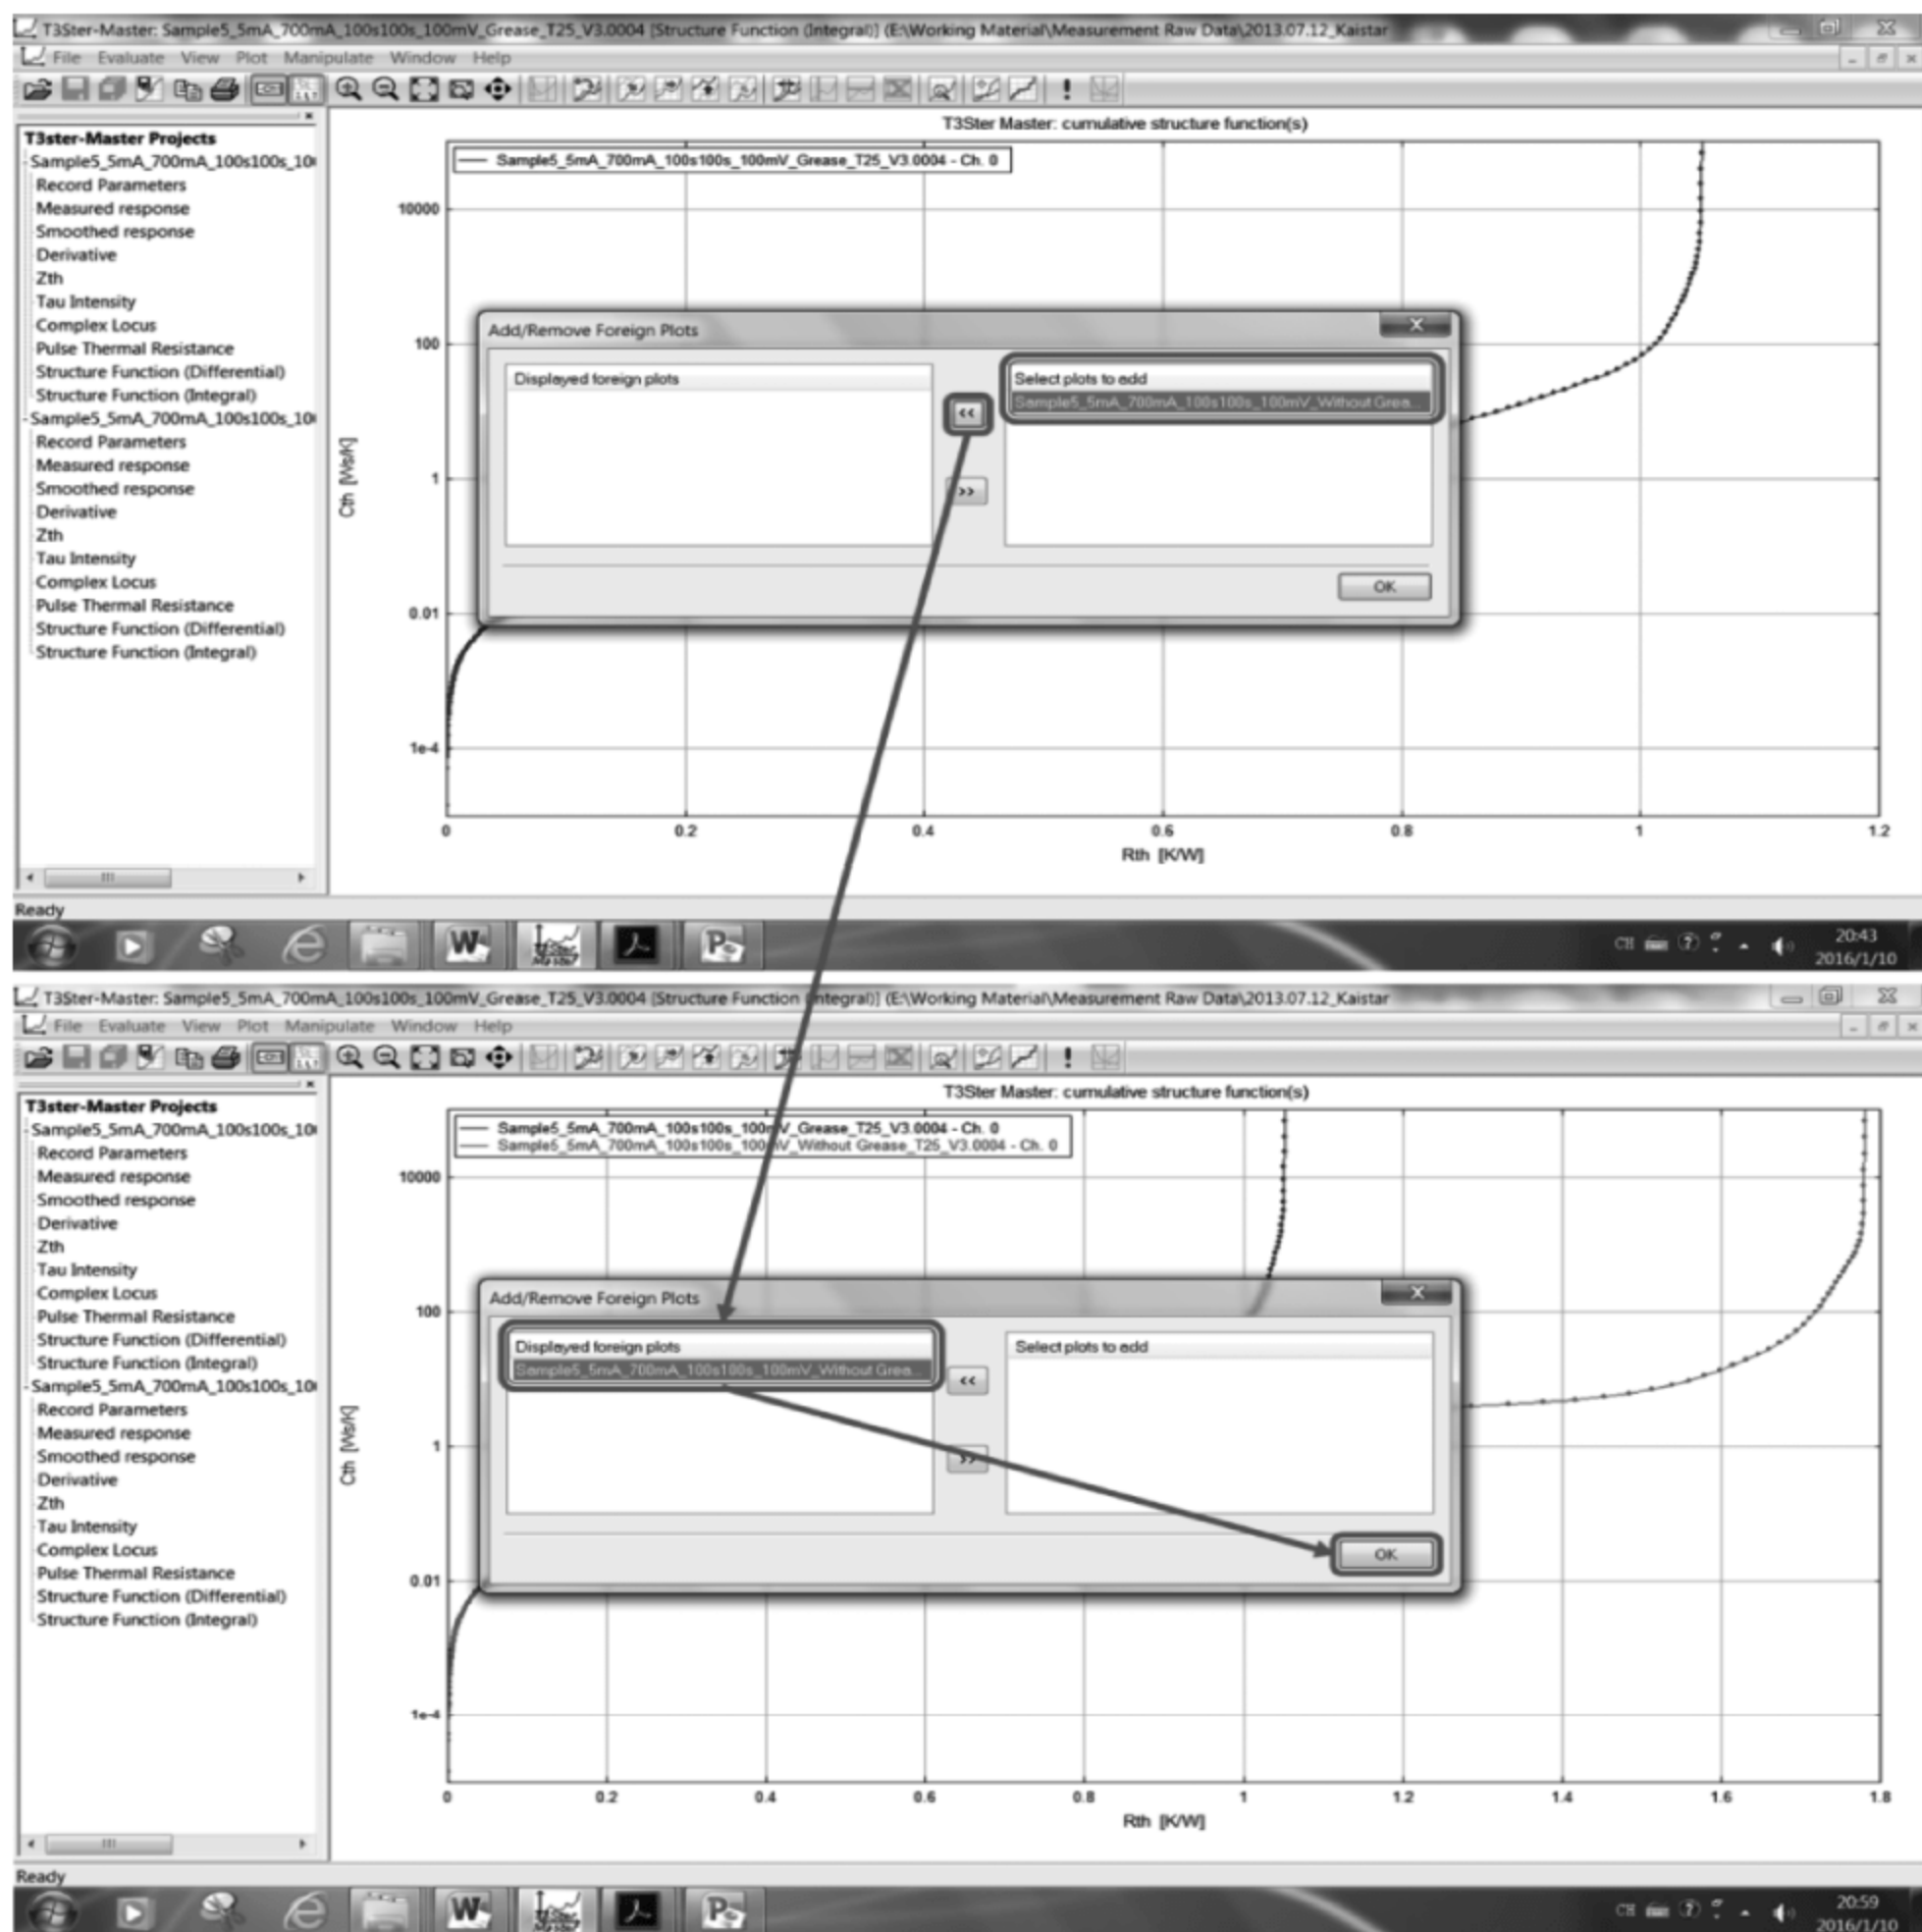 T3Ster-Master: Sample5_5mA_700mA_100s100s_100mV_Grease_T25_V3.0004 [Structure Function (Integral)] (E:\Working Material\Measurement Raw Data\2013.07.12_Kaistar
File Evaluate View Plot Manipulate Window Help
T3ster-Master Projects
Sample5_5mA_700mA_100s100s_10
Record Parameters
Measured response
Smoothed response
Derivative
Zth
Tau Intensity
Complex Locus
Pulse Thermal Resistance
Structure Function (Differential)
Structure Function (Integral)
Sample5_5mA_700mA_100s100s_10
Record Parameters
Measured response
Smoothed response
Derivative
Zth
Tau Intensity
Complex Locus
Pulse Thermal Resistance
Structure Function (Differential)
Structure Function (Integral)
T3Ster Master: cumulative structure function(s)
Sample5_5mA_700mA_100s100s_100mV_Grease_T25_V3.0004 - Ch. 0
10000
100
1
0.01
1e-4
Cth [Ws/K]
Add/Remove Foreign Plots
Displayed foreign plots
<<
>>
Select plots to add
Sample5_5mA_700mA_100s100s_100mV_Without Grea...
OK
0 0.2 0.4 0.6 0.8 1 1.2
Rth [K/W]
Ready
CH
20:43
2016/1/10
T3Ster-Master: Sample5_5mA_700mA_100s100s_100mV_Grease_T25_V3.0004 [Structure Function (Integral)] (E:\Working Material\Measurement Raw Data\2013.07.12_Kaistar
File Evaluate View Plot Manipulate Window Help
T3ster-Master Projects
Sample5_5mA_700mA_100s100s_10
Record Parameters
Measured response
Smoothed response
Derivative
Zth
Tau Intensity
Complex Locus
Pulse Thermal Resistance
Structure Function (Differential)
Structure Function (Integral)
Sample5_5mA_700mA_100s100s_10
Record Parameters
Measured response
Smoothed response
Derivative
Zth
Tau Intensity
Complex Locus
Pulse Thermal Resistance
Structure Function (Differential)
Structure Function (Integral)
T3Ster Master: cumulative structure function(s)
Sample5_5mA_700mA_100s100s_100mV_Grease_T25_V3.0004 - Ch. 0
Sample5_5mA_700mA_100s100s_100mV_Without Grease_T25_V3.0004 - Ch. 0
10000
100
1
0.01
1e-4
Cth [Ws/K]
Add/Remove Foreign Plots
Displayed foreign plots
Sample5_5mA_700mA_100s100s_100mV_Without Grea...
<<
>>
Select plots to add
OK
0 0.2 0.4 0.6 0.8 1 1.2 1.4 1.6 1.8
Rth [K/W]
Ready
CH
20:59
2016/1/10